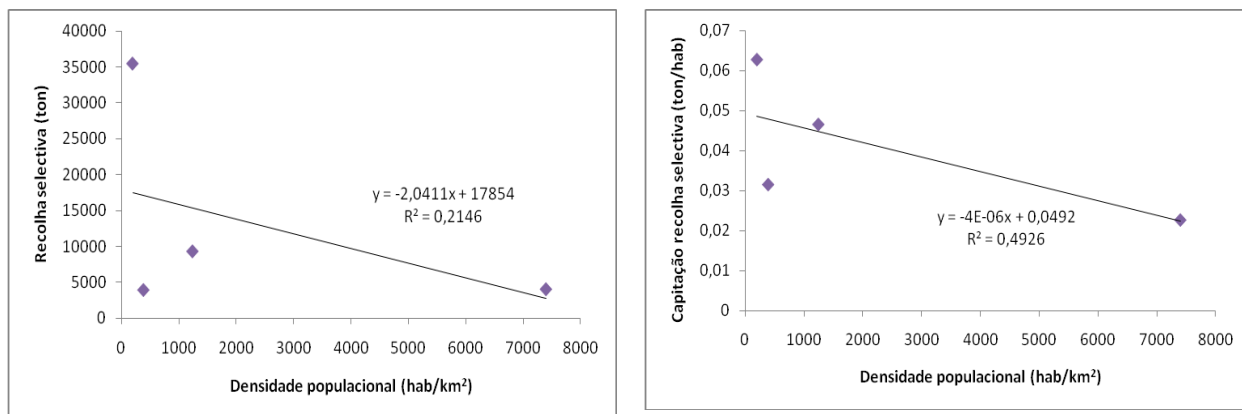 40000
35000
30000
25000
20000
15000
10000
5000
0
Recolha selectiva (ton)
y = -2,0411x + 17854
R² = 0,2146
0 1000 2000 3000 4000 5000 6000 7000 8000
Densidade populacional (hab/km²)
0,07
0,06
0,05
0,04
0,03
0,02
0,01
0
Capitação recolha selectiva (ton/hab)
y = -4E-06x + 0,0492
R² = 0,4926
0 1000 2000 3000 4000 5000 6000 7000 8000
Densidade populacional (hab/km²)